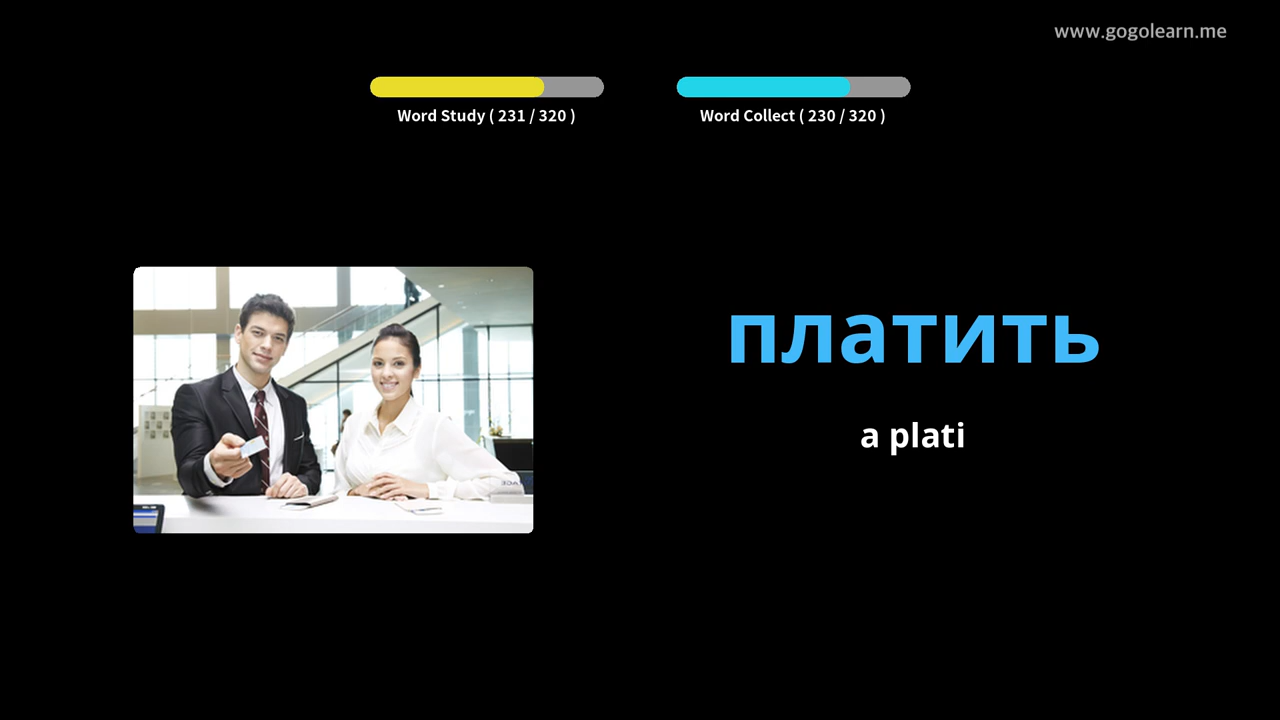 www.gogolearn.me
Word Study ( 231 / 320 )
Word Collect ( 230 / 320 )
платить
a plati